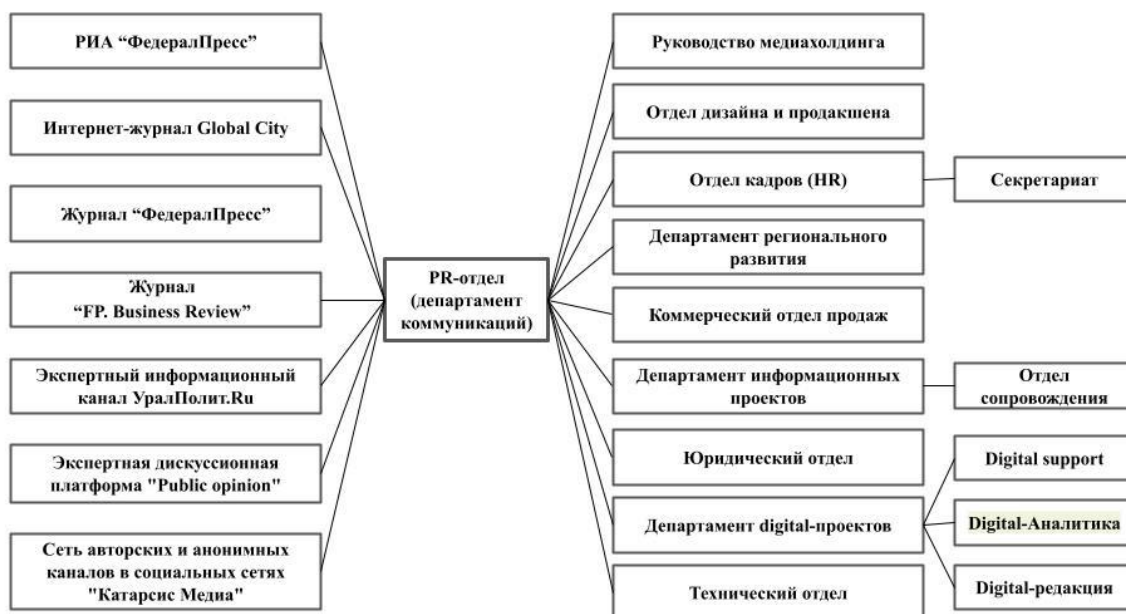 РИА “ФедералПресс”
Интернет-журнал Global City
Журнал “ФедералПресс”
Журнал
“FP. Business Review”
Экспертный информационный
канал УралПолит.Ru
Экспертная дискуссионная
платформа "Public opinion"
Сеть авторских и анонимных
каналов в социальных сетях
"Катарсис Медиа"
PR-отдел
(департамент
коммуникаций)
Руководство медиахолдинга
Отдел дизайна и продакшена
Отдел кадров (HR)
Департамент регионального
развития
Коммерческий отдел продаж
Департамент информационных
проектов
Юридический отдел
Департамент digital-проектов
Технический отдел
Секретариат
Отдел
сопровождения
Digital support
Digital-Аналитика
Digital-редакция